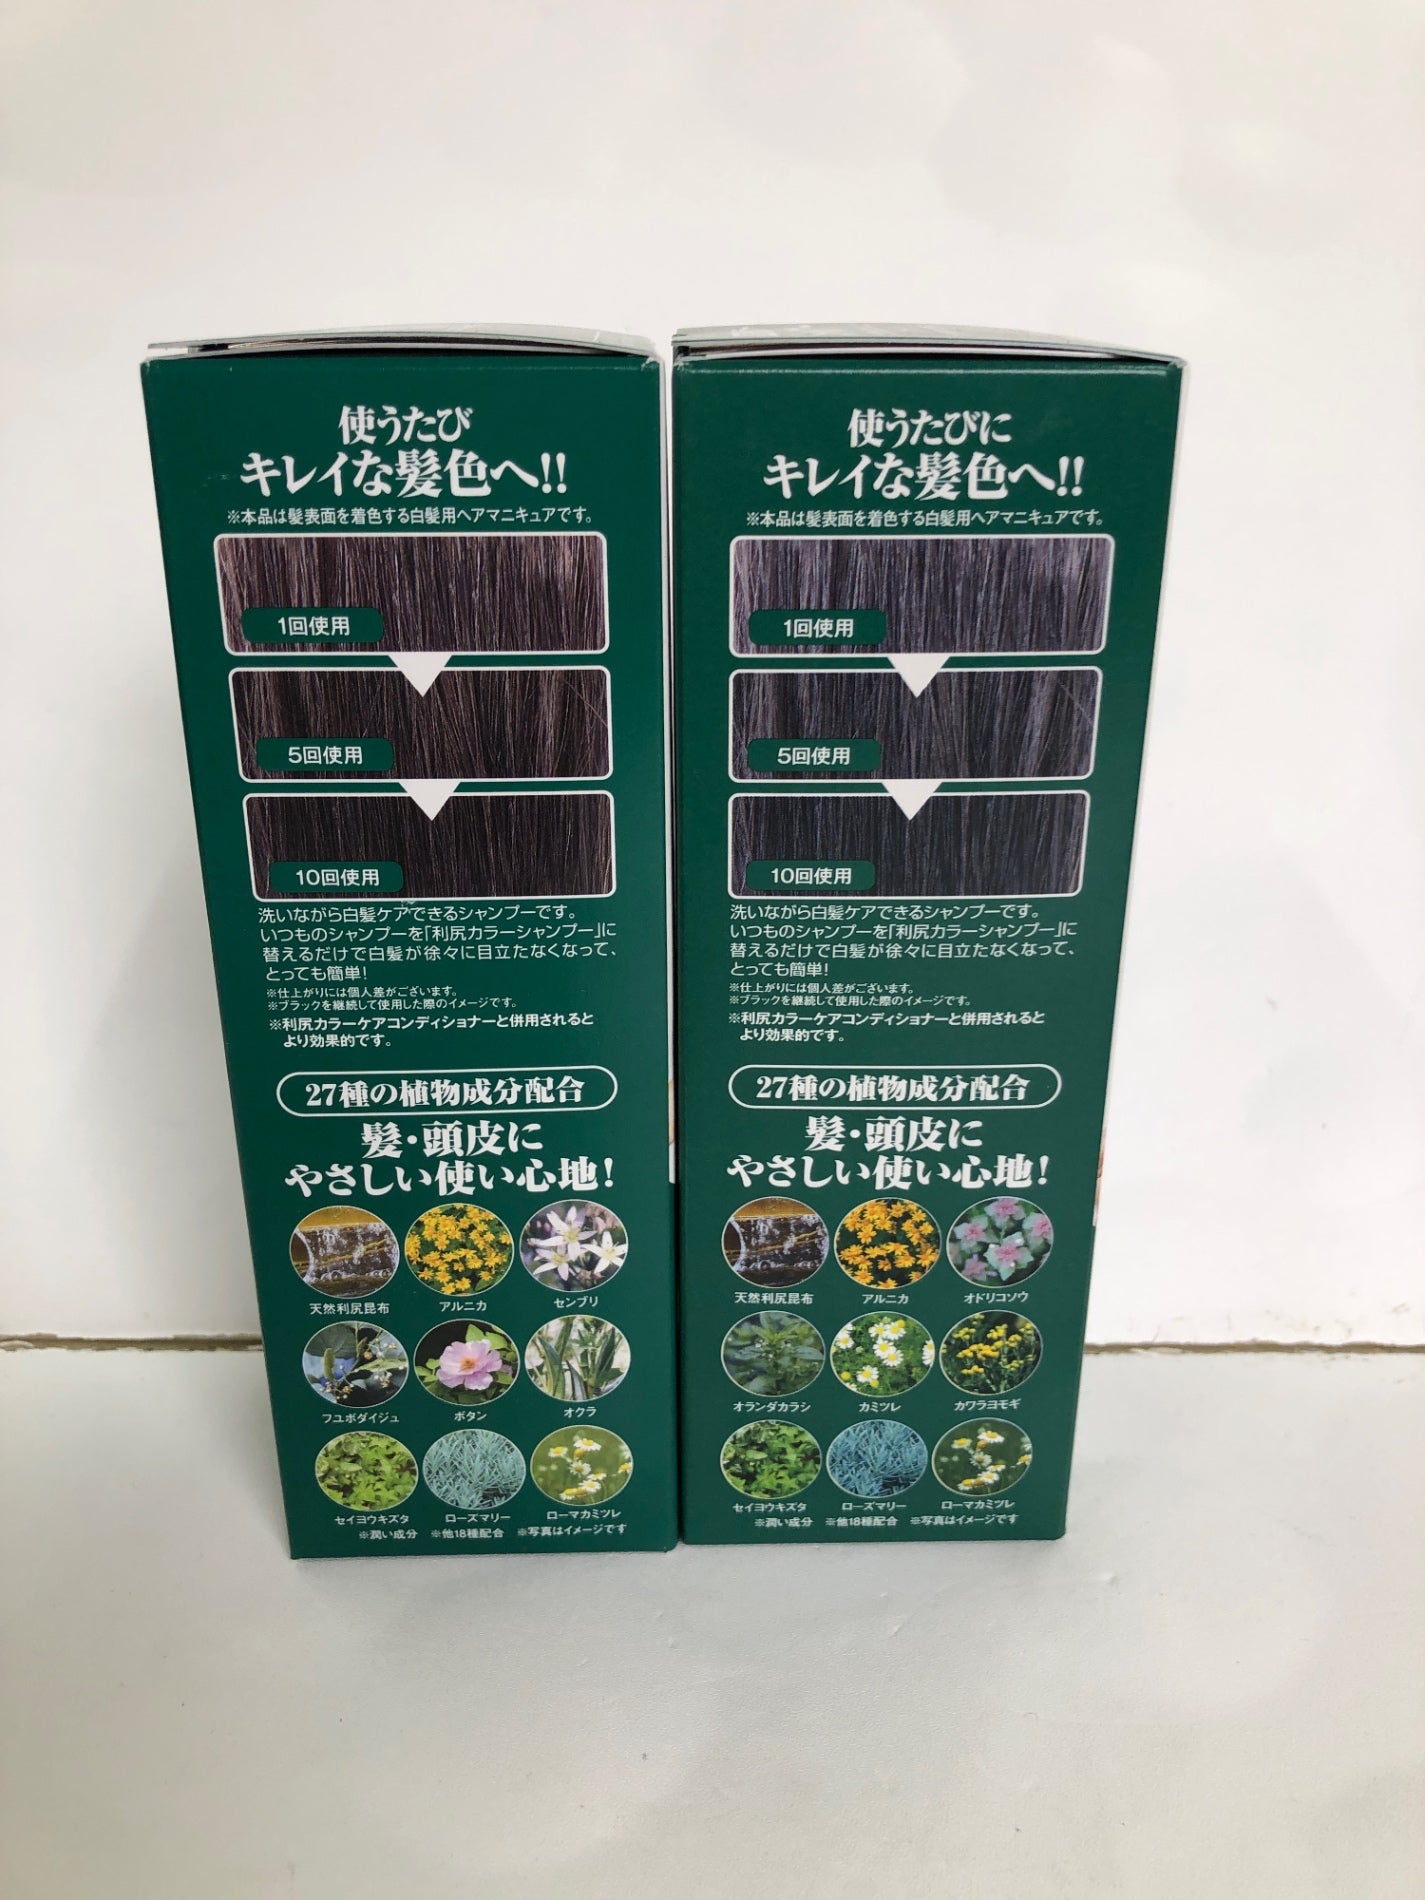 使うたび
キレイな髪色へ!!
※本品は髪表面を着色する白髪用ヘアマニキュアです。
1回使用
5回使用
10回使用
洗いながら白髪ケアできるシャンプーです。
いつものシャンプーを「利尻カラーシャンプー」に
替えるだけで白髪が徐々に目立たなくなって、
とっても簡単!
※仕上がりには個人差がございます。
※ブラックを継続して使用した際のイメージです。
※利尻カラーケアコンディショナーと併用されると
より効果的です。
27種の植物成分配合
髪・頭皮に
やさしい使い心地!
天然利尻昆布 アルニカ センブリ
フユボダイジュ ボタン オクラ
セイヨウキズタ ローズマリー ローマカミツレ
※潤い成分 ※他18種配合 ※写真はイメージです
使うたびに
キレイな髪色へ!!
※本品は髪表面を着色する白髪用ヘアマニキュアです。
1回使用
5回使用
10回使用
洗いながら白髪ケアできるシャンプーです。
いつものシャンプーを「利尻カラーシャンプー」に
替えるだけで白髪が徐々に目立たなくなって、
とっても簡単!
※仕上がりには個人差がございます。
※ブラックを継続して使用した際のイメージです。
※利尻カラーケアコンディショナーと併用されると
より効果的です。
27種の植物成分配合
髪・頭皮に
やさしい使い心地!
天然利尻昆布 アルニカ オドリコソウ
オランダカラシ カミツレ カワラヨモギ
セイヨウキズタ ローズマリー ローマカミツレ
※潤い成分 ※他18種配合 ※写真はイメージです